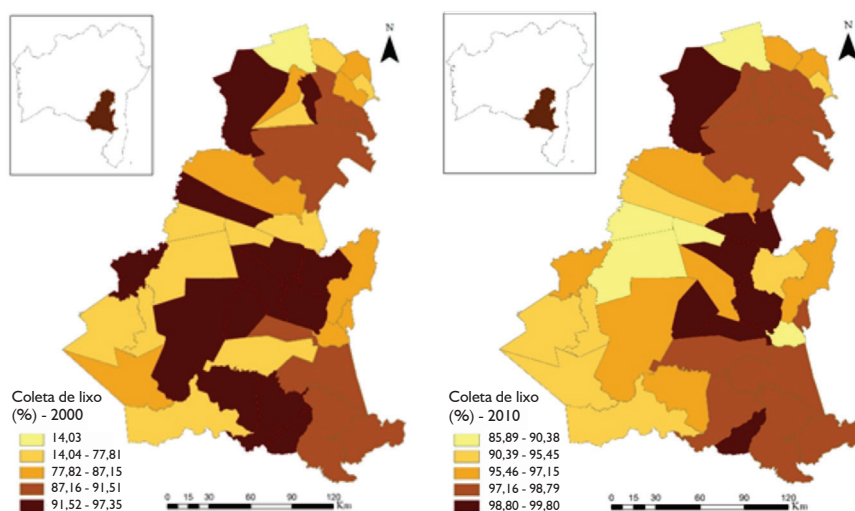 N
Coleta de lixo
(%) - 2000
14,03
14,04 - 77,81
77,82 - 87,15
87,16 - 91,51
91,52 - 97,35
0 15 30 60 90 120
Km
N
Coleta de lixo
(%) - 2010
85,89 - 90,38
90,39 - 95,45
95,46 - 97,15
97,16 - 98,79
98,80 - 99,80
0 15 30 60 90 120
Km